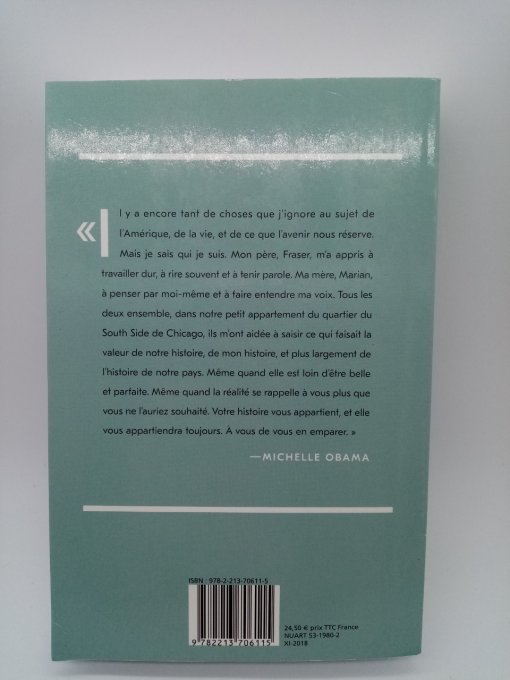 « Il y a encore tant de choses que j'ignore au sujet de
l'Amérique, de la vie, et de ce que l'avenir nous réserve.
Mais je sais qui je suis. Mon père, Fraser, m'a appris à
travailler dur, à rire souvent et à tenir parole. Ma mère, Marian,
à penser par moi-même et à faire entendre ma voix. Tous les
deux ensemble, dans notre petit appartement du quartier du
South Side de Chicago, ils m'ont aidée à saisir ce qui faisait la
valeur de notre histoire, de mon histoire, et plus largement de
l'histoire de notre pays. Même quand elle est loin d'être belle
et parfaite. Même quand la réalité se rappelle à vous plus que
vous ne l'auriez souhaité. Votre histoire vous appartient, et elle
vous appartiendra toujours. A vous de vous en emparer. »
—MICHELLE OBAMA
ISBN : 978-2-213-70611-5
9 782213 706115
24,50 € prix TTC France
NUART 53-1980-2
XI-2018